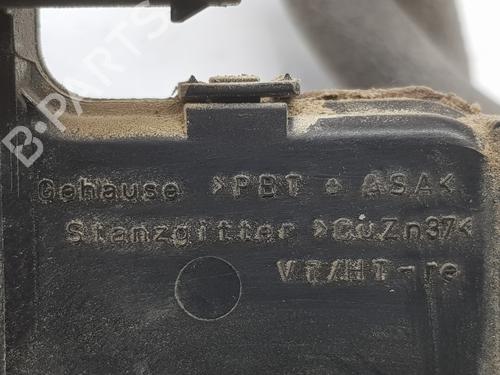 B-PARTS
Gehause >PBT + ASA<
Stanzgitter >CuZn37<
VT/HT-re